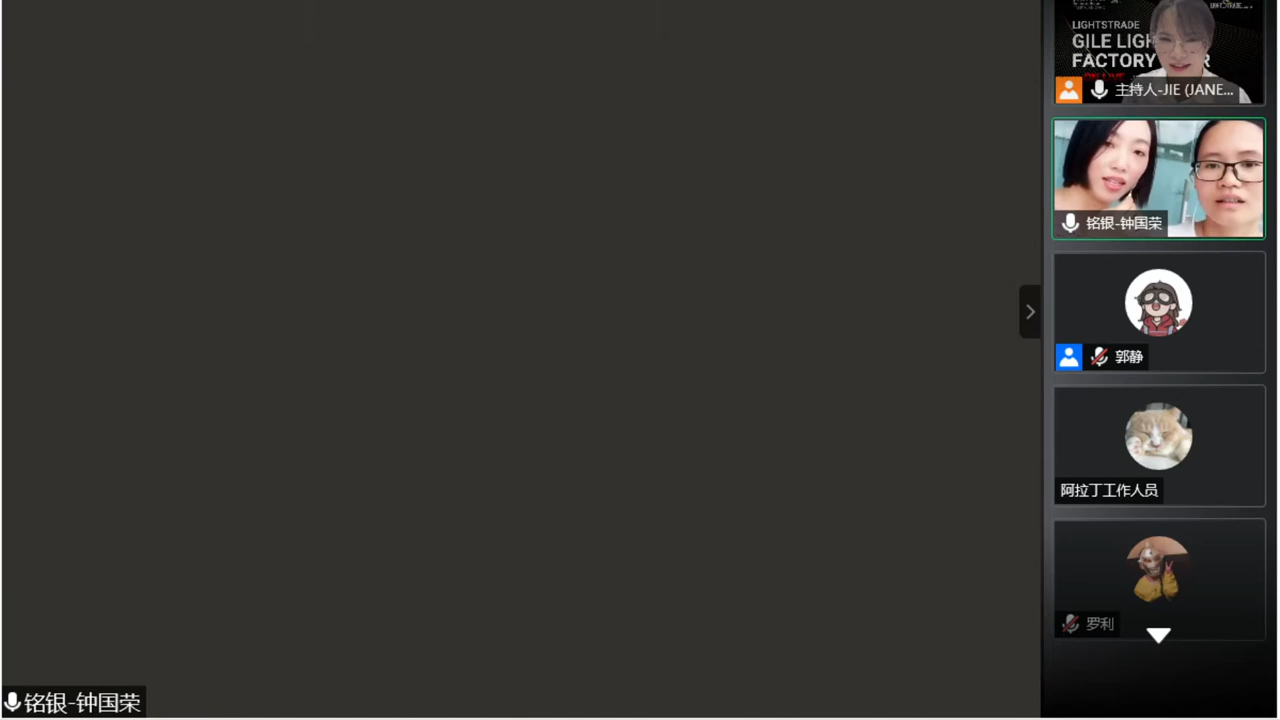 LIGHTSTRADE
GILE LIGH
FACTORY
R
主持人-JIE (JANE...
铭银-钟国荣
郭静
阿拉丁工作人员
罗利
铭银-钟国荣